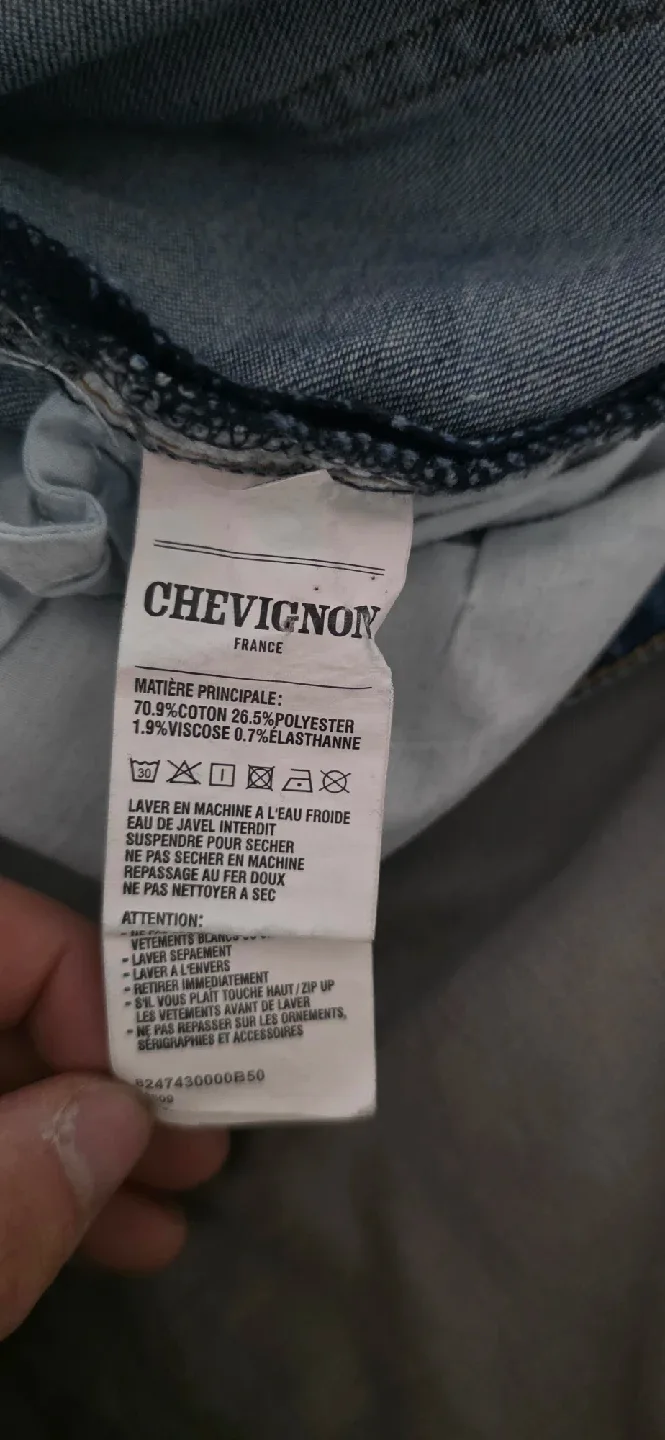 CHEVIGNON
FRANCE
MATIÈRE PRINCIPALE:
70.9%COTON 26.5%POLYESTER
1.9%VISCOSE 0.7%ÉLASTHANNE
30
LAVER EN MACHINE A L'EAU FROIDE
EAU DE JAVEL INTERDIT
SUSPENDRE POUR SECHER
NE PAS SECHER EN MACHINE
REPASSAGE AU FER DOUX
NE PAS NETTOYER A SEC
ATTENTION:
VETEMENTS BLANCS
- LAVER SEPAEMENT
- LAVER A L'ENVERS
- RETIRER IMMÉDIATEMENT
- S'IL VOUS PLAÎT TOUCHE HAUT/ZIP UP
LES VETEMENTS AVANT DE LAVER
- NE PAS REPASSER SUR LES ORNEMENTS,
SÉRIGRAPHIES ET ACCESSOIRES
8247430000B50